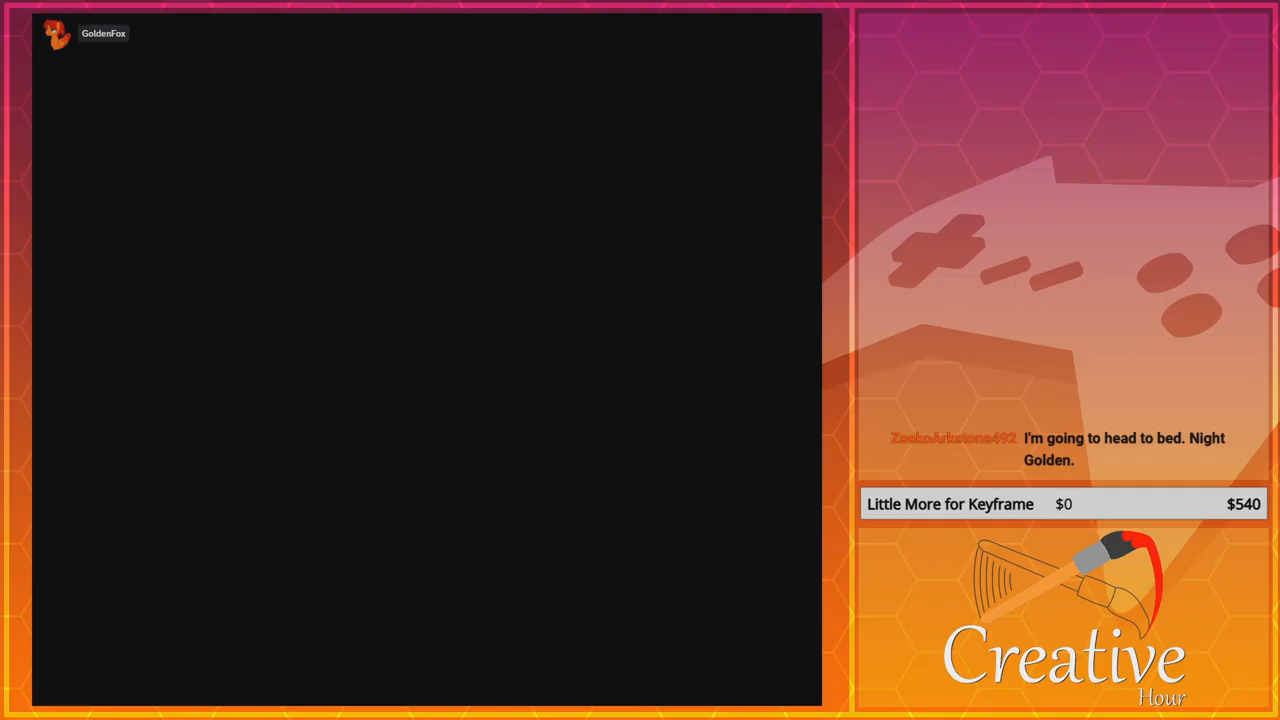 GoldenFox
ZeekoArkstone492 I'm going to head to bed. Night
Golden.
Little More for Keyframe $0 $540
Creative
Hour